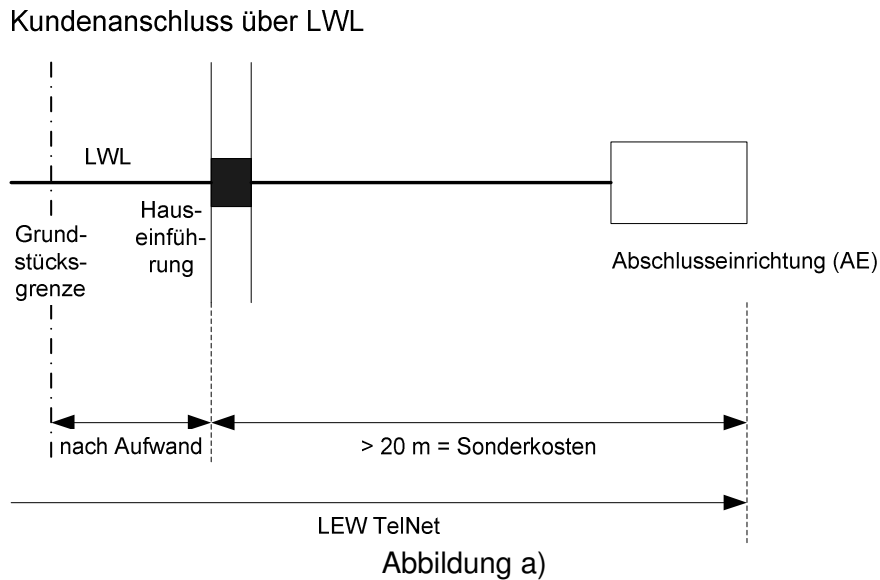 Kundenanschluss über LWL
LWL
Grund-
stücks-
grenze
Haus-
einfüh-
rung
Abschlusseinrichtung (AE)
nach Aufwand
> 20 m = Sonderkosten
LEW TelNet
Abbildung a)